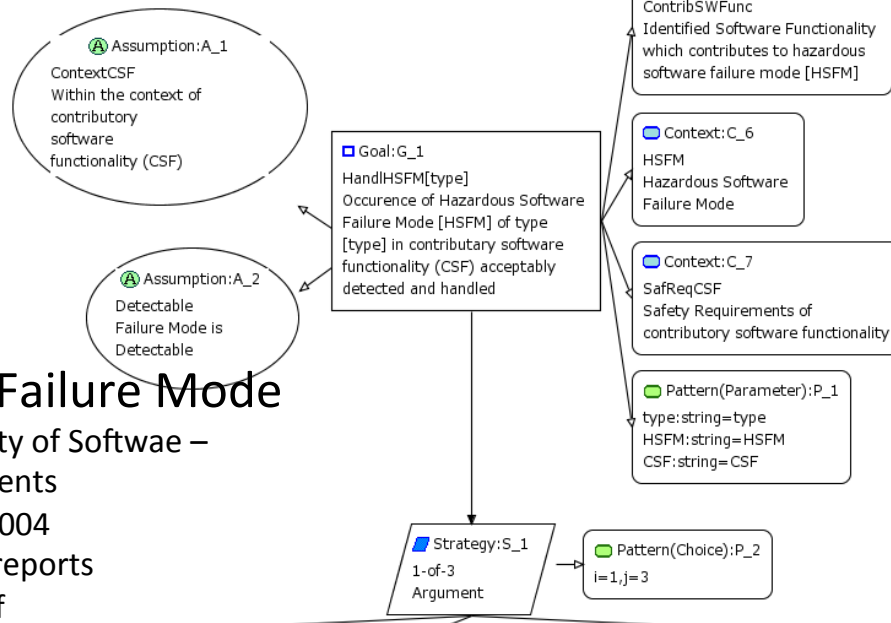 A Assumption:A_1
ContextCSF
Within the context of
contributory
software
functionality (CSF)
A Assumption:A_2
Detectable
Failure Mode is
Detectable
Goal:G_1
HandlHSFM[type]
Occurence of Hazardous Software
Failure Mode [HSFM] of type
[type] in contributary software
functionality (CSF) acceptably
detected and handled
ContribSWFunc
Identified Software Functionality
which contributes to hazardous
software failure mode [HSFM]
Context:C_6
HSFM
Hazardous Software
Failure Mode
Context:C_7
SafReqCSF
Safety Requirements of
contributory software functionality
Pattern(Parameter):P_1
type:string=type
HSFM:string=HSFM
CSF:string=CSF
Failure Mode
ty of Softwae –
ents
004
reports
f
Strategy:S_1
1-of-3
Argument
Pattern(Choice):P_2
i=1,j=3